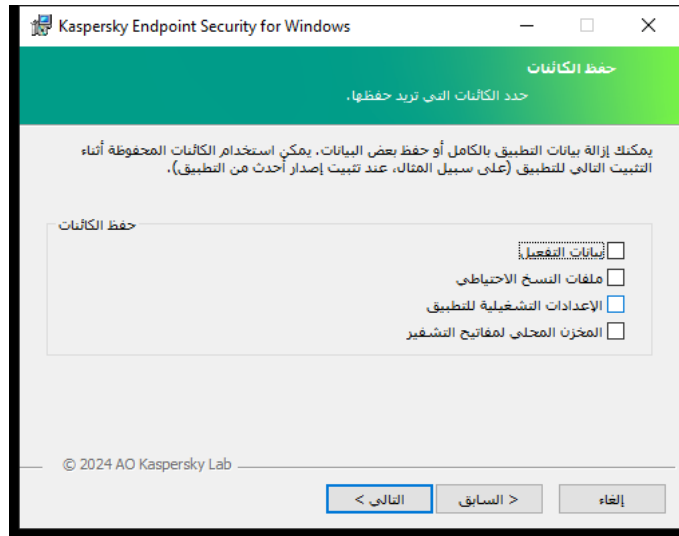 Kaspersky Endpoint Security for Windows
حفظ الكائنات
حدد الكائنات التي تريد حفظها.
يمكنك إزالة بيانات التطبيق بالكامل أو حفظ بعض البيانات. يمكن استخدام الكائنات المحفوظة أثناء
التثبيت التالي للتطبيق (على سبيل المثال، عند تثبيت إصدار أحدث من التطبيق).
حفظ الكائنات
بيانات التفعيل
ملفات النسخ الاحتياطي
الإعدادات التشغيلية للتطبيق
المخزن المحلي لمفاتيح التشفير
© 2024 AO Kaspersky Lab
إلغاء
< السابق
التالي >